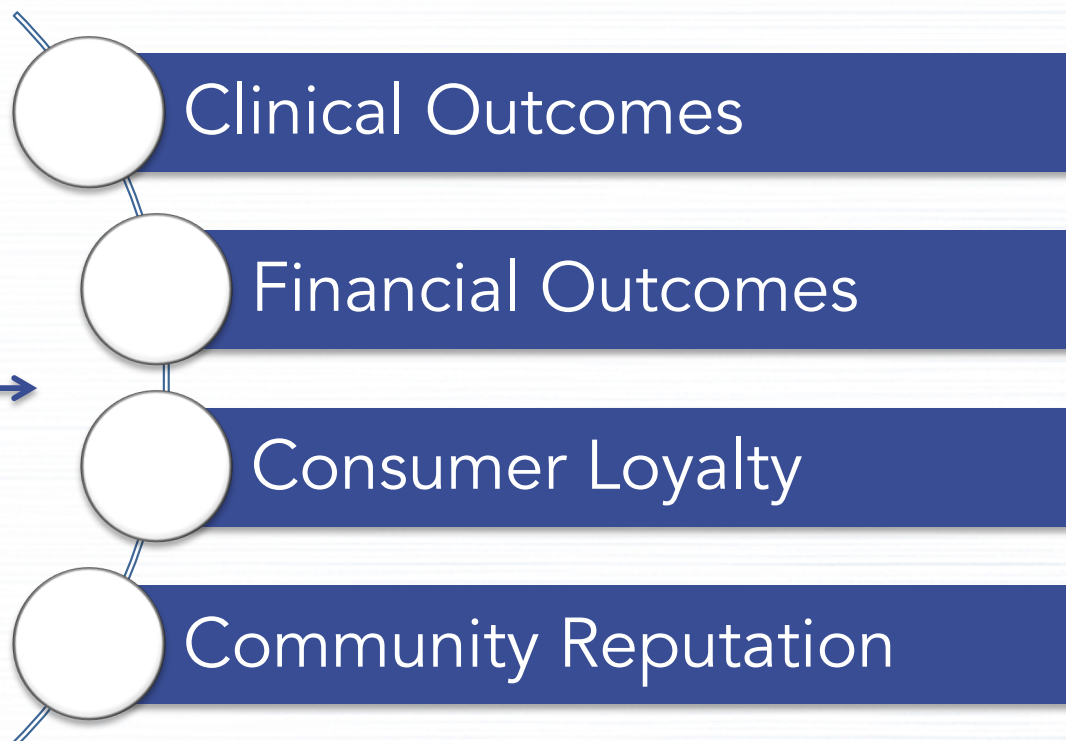 Clinical Outcomes
Financial Outcomes
Consumer Loyalty
Community Reputation